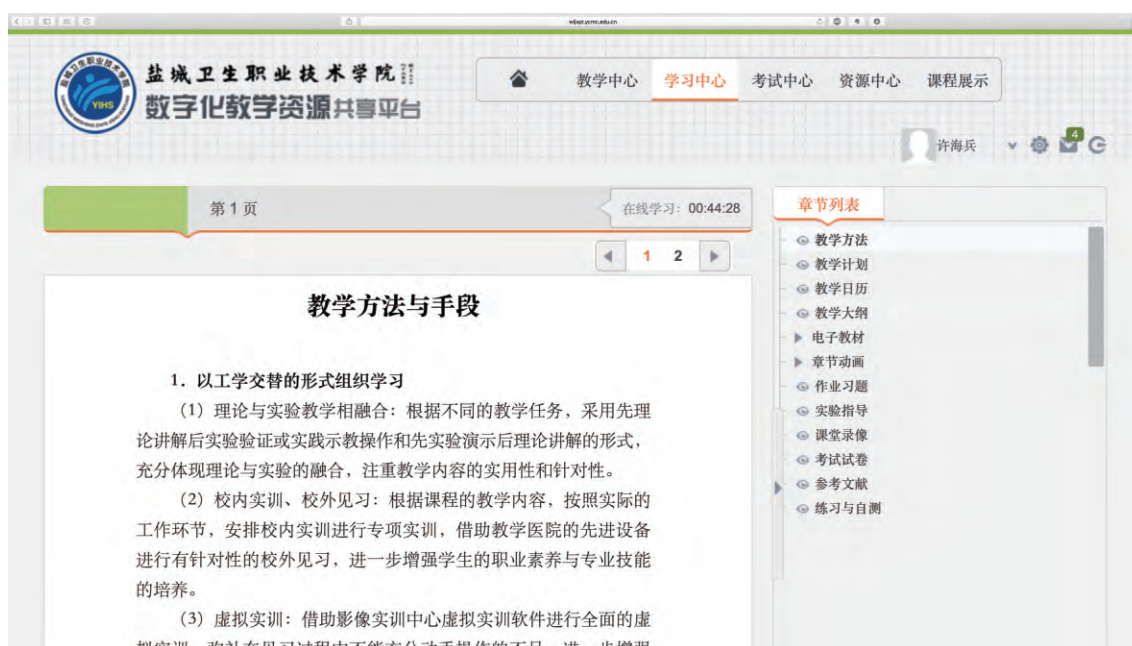 wljxpt.ycmc.edu.cn
盐城卫生职业技术学院
数字化教学资源共享平台
YIHS
教学中心 学习中心 考试中心 资源中心 课程展示
4
许海兵
第 1 页
在线学习: 00:44:28
1 2
教学方法与手段
1. 以工学交替的形式组织学习
（1）理论与实验教学相融合：根据不同的教学任务，采用先理
论讲解后实验验证或实践示教操作和先实验演示后理论讲解的形式，
充分体现理论与实验的融合，注重教学内容的实用性和针对性。
（2）校内实训、校外见习：根据课程的教学内容，按照实际的
工作环节，安排校内实训进行专项实训，借助教学医院的先进设备
进行有针对性的校外见习，进一步增强学生的职业素养与专业技能
的培养。
（3）虚拟实训：借助影像实训中心虚拟实训软件进行全面的虚
章节列表
教学方法
教学计划
教学日历
教学大纲
电子教材
章节动画
作业习题
实验指导
课堂录像
考试试卷
参考文献
练习与自测